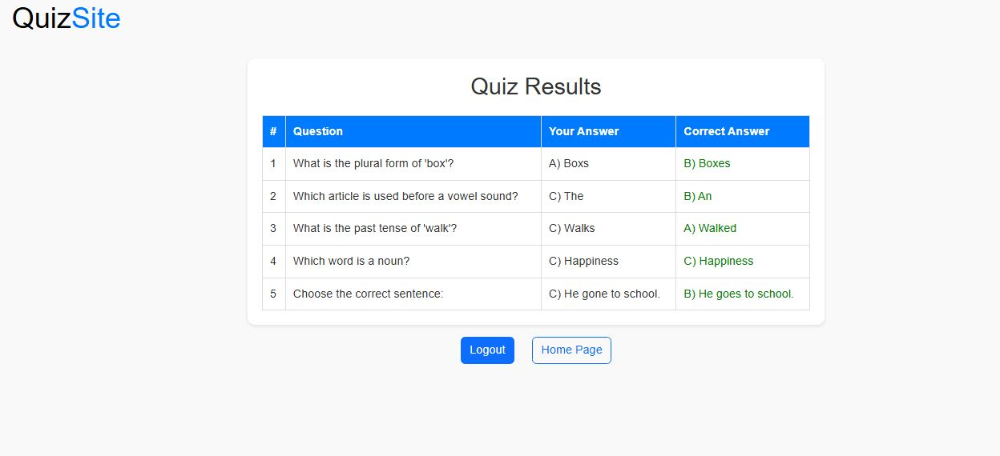 QuizSite
Quiz Results
# Question Your Answer Correct Answer
1 What is the plural form of 'box'? A) Boxs B) Boxes
2 Which article is used before a vowel sound? C) The B) An
3 What is the past tense of 'walk'? C) Walks A) Walked
4 Which word is a noun? C) Happiness C) Happiness
5 Choose the correct sentence: C) He gone to school. B) He goes to school.
Logout Home Page